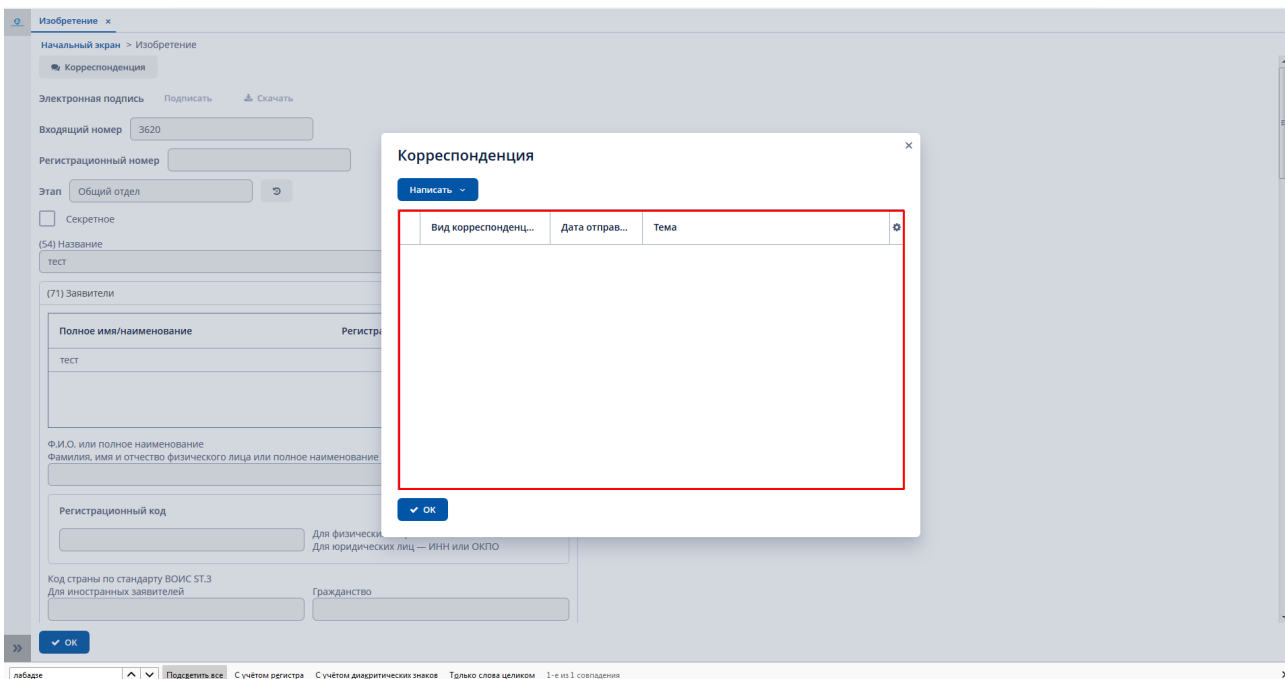 Изобретение ×
Начальный экран > Изобретение
Корреспонденция
Электронная подпись Подписать Скачать
Входящий номер 3620
Регистрационный номер
Этап Общий отдел
Секретное
(54) Название
тест
(71) Заявители
Полное имя/наименование Регистра
тест
Ф.И.О. или полное наименование
Фамилия, имя и отчество физического лица или полное наименование
Регистрационный код
Для физически
Для юридических лиц — ИНН или ОКПО
Код страны по стандарту ВОИС ST.3
Для иностранных заявителей
Гражданство
OK
Корреспонденция ×
Написать
Вид корреспонденц... Дата отправ... Тема
OK
лабадзе Подсветить все С учётом регистра С учётом диакритических знаков Только слова целиком 1-е из 1 совпадения